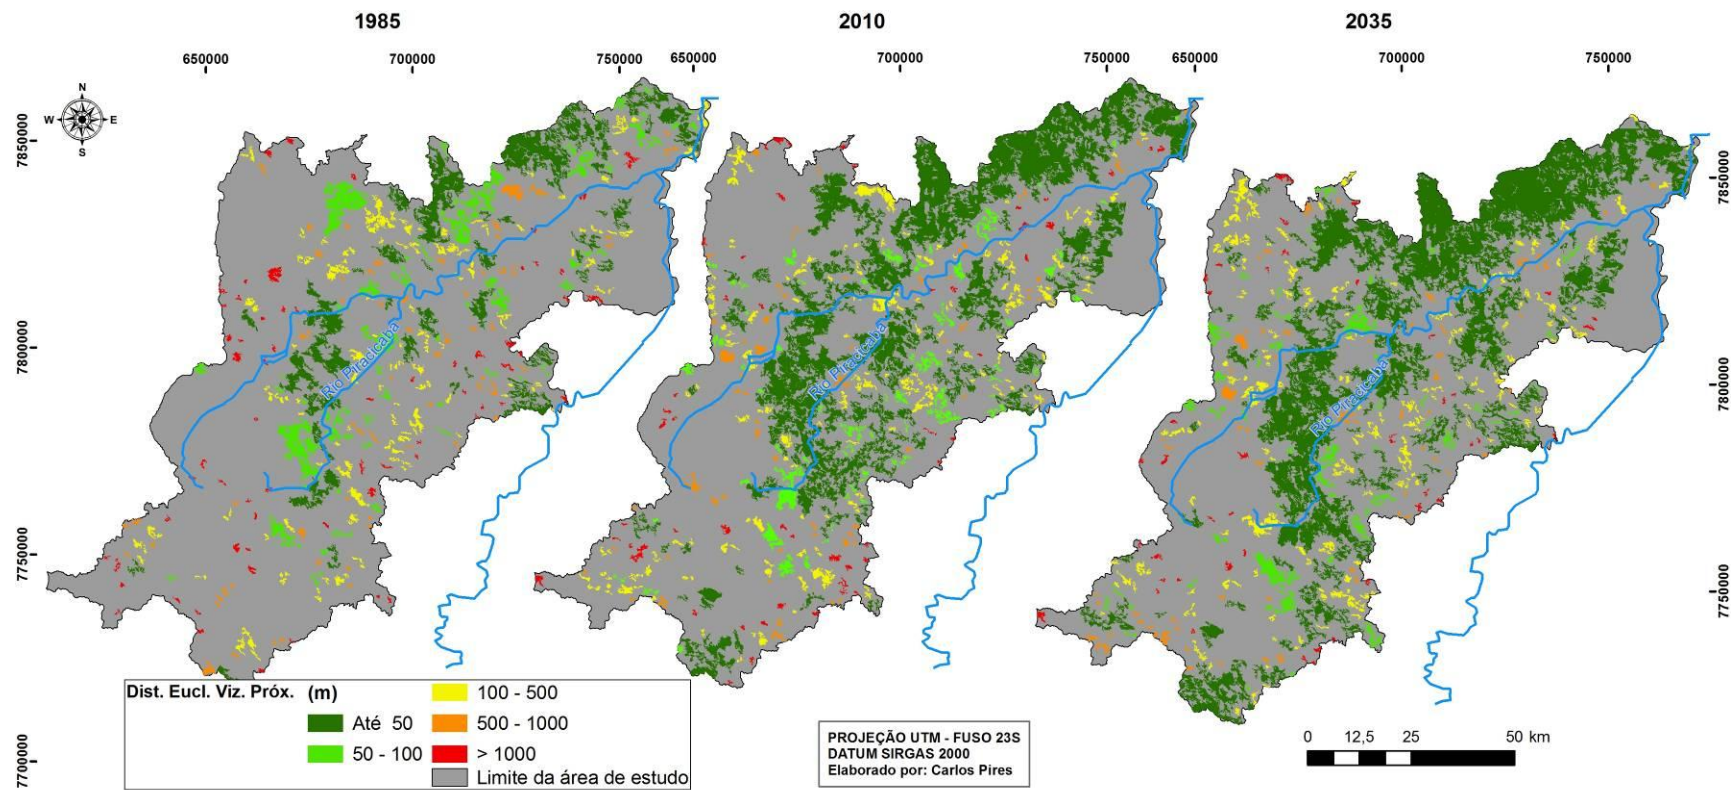 1985
2010
2035
650000
700000
750000
650000
700000
750000
650000
700000
750000
N
W
E
S
7850000
7800000
7750000
7700000
7850000
7800000
7750000
Rio Piracicaba
Rio Piracicaba
Rio Piracicaba
Dist. Eucl. Viz. Próx. (m)
Até 50
50 - 100
100 - 500
500 - 1000
> 1000
Limite da área de estudo
PROJEÇÃO UTM - FUSO 23S
DATUM SIRGAS 2000
Elaborado por: Carlos Pires
0 12,5 25 50 km